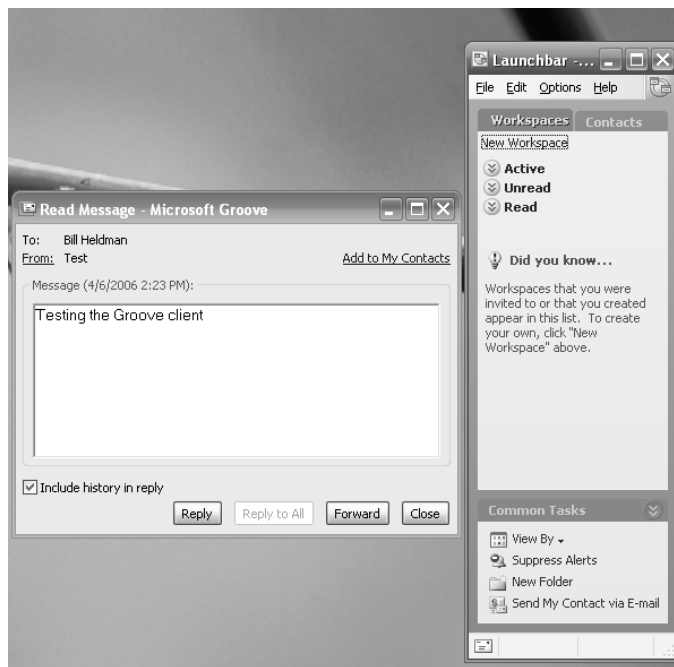 Launchbar -...
File Edit Options Help
Workspaces Contacts
New Workspace
Active
Unread
Read
Did you know...
Workspaces that you were
invited to or that you created
appear in this list. To create
your own, click "New
Workspace" above.
Common Tasks
View By
Suppress Alerts
New Folder
Send My Contact via E-mail
Read Message - Microsoft Groove
To: Bill Heldman
From: Test Add to My Contacts
Message (4/6/2006 2:23 PM):
Testing the Groove client
Include history in reply
Reply Reply to All Forward Close